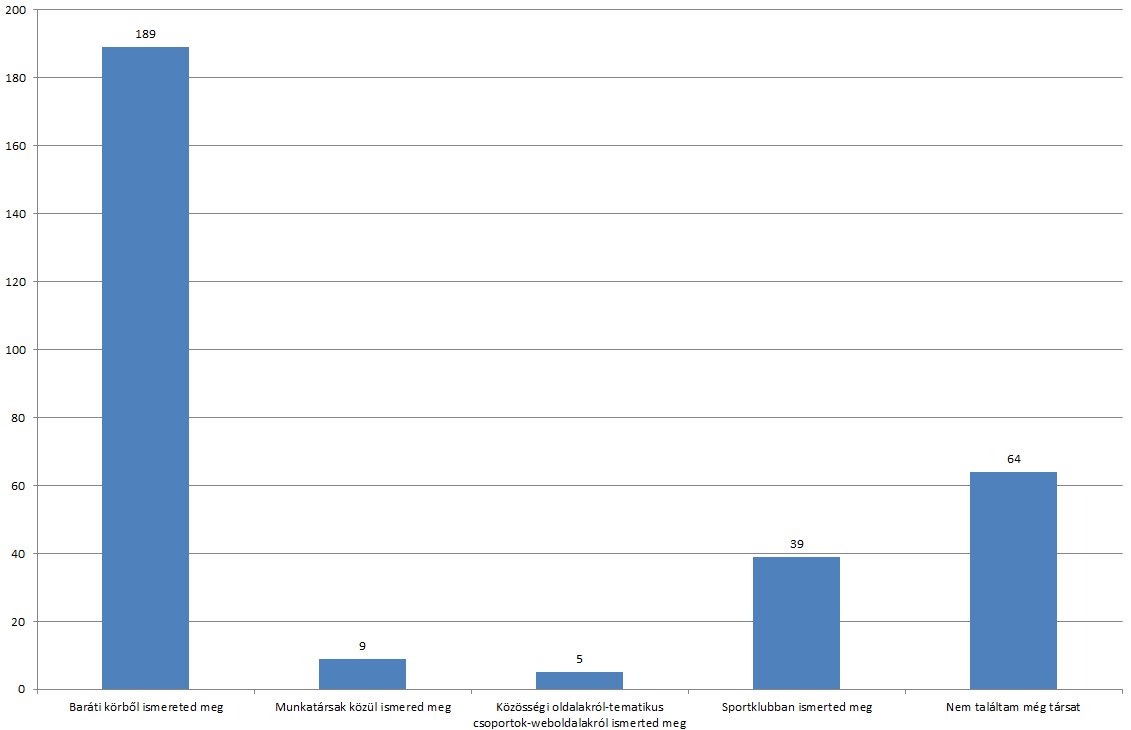 200
180
160
140
120
100
80
60
40
20
0
189
9
5
39
64
Baráti körből ismereted meg
Munkatársak közül ismered meg
Közösségi oldalakról-tematikus
csoportok-weboldalakról ismerted meg
Sportklubban ismerted meg
Nem találtam még társat